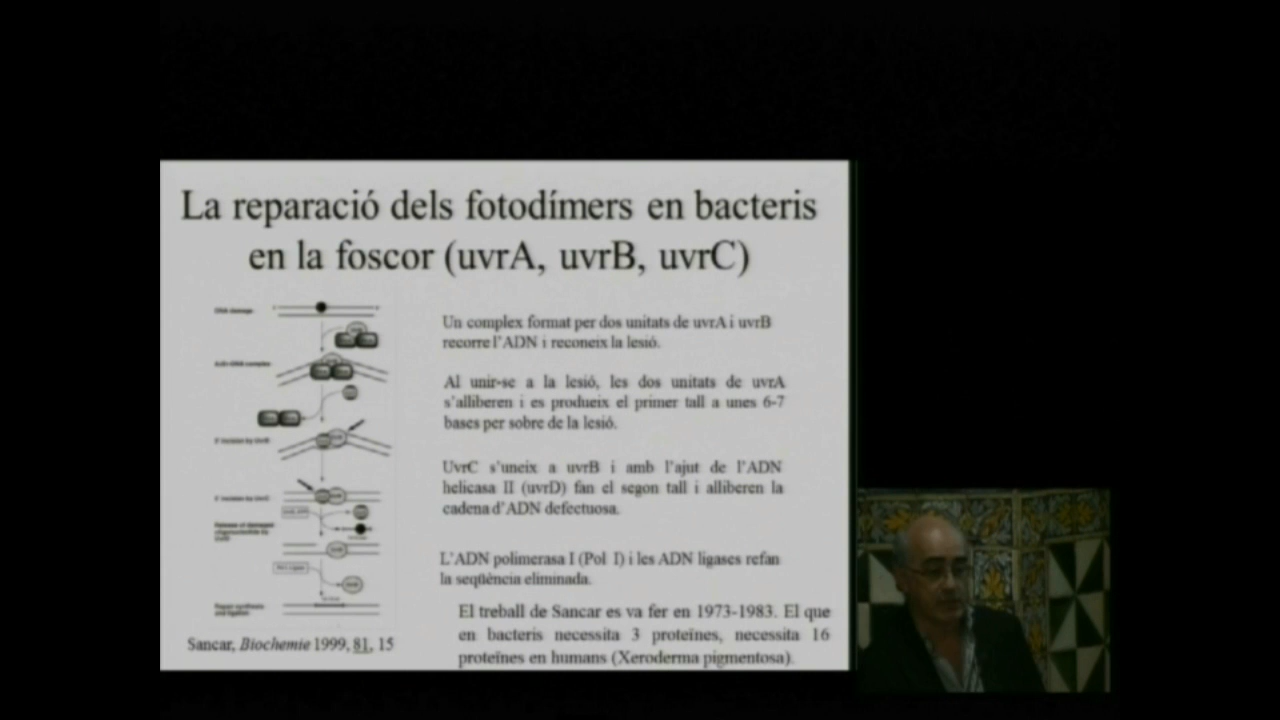 La reparació dels fotodímers en bacteris
en la foscor (uvrA, uvrB, uvrC)
DNA damage
Un complex format per dos unitats de uvrA i uvrB
recorre l'ADN i reconeix la lesió.
Al unir-se a la lesió, les dos unitats de uvrA
s'alliberen i es produeix el primer tall a unes 6-7
bases per sobre de la lesió.
UvrC s'uneix a uvrB i amb l'ajut de l'ADN
helicasa II (uvrD) fan el segon tall i alliberen la
cadena d'ADN defectuosa.
L'ADN polimerasa I (Pol I) i les ADN ligases refan
la seqüència eliminada.
El treball de Sancar es va fer en 1973-1983. El que
en bacteris necessita 3 proteïnes, necessita 16
proteïnes en humans (Xeroderma pigmentosa).
Sancar, Biochemie 1999, 81, 15